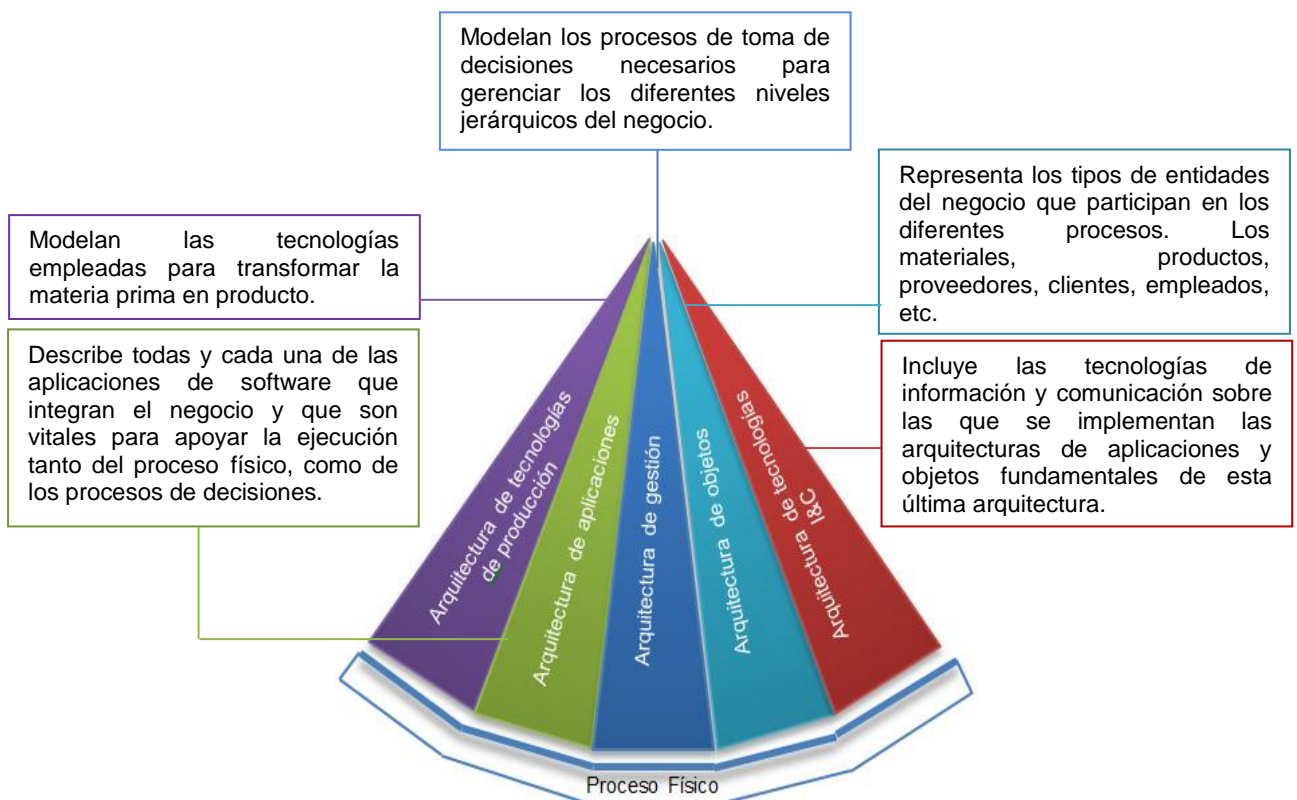 Modelan los procesos de toma de
decisiones necesarios para
gerenciar los diferentes niveles
jerárquicos del negocio.
Representa los tipos de entidades
del negocio que participan en los
diferentes procesos. Los
materiales, productos,
proveedores, clientes, empleados,
etc.
Modelan las tecnologías
empleadas para transformar la
materia prima en producto.
Describe todas y cada una de las
aplicaciones de software que
integran el negocio y que son
vitales para apoyar la ejecución
tanto del proceso físico, como de
los procesos de decisiones.
Incluye las tecnologías de
información y comunicación sobre
las que se implementan las
arquitecturas de aplicaciones y
objetos fundamentales de esta
última arquitectura.
Arquitectura de tecnologías
de producción
Arquitectura de aplicaciones
Arquitectura de gestión
Arquitectura de objetos
Arquitectura de tecnologías
I&C
Proceso Físico